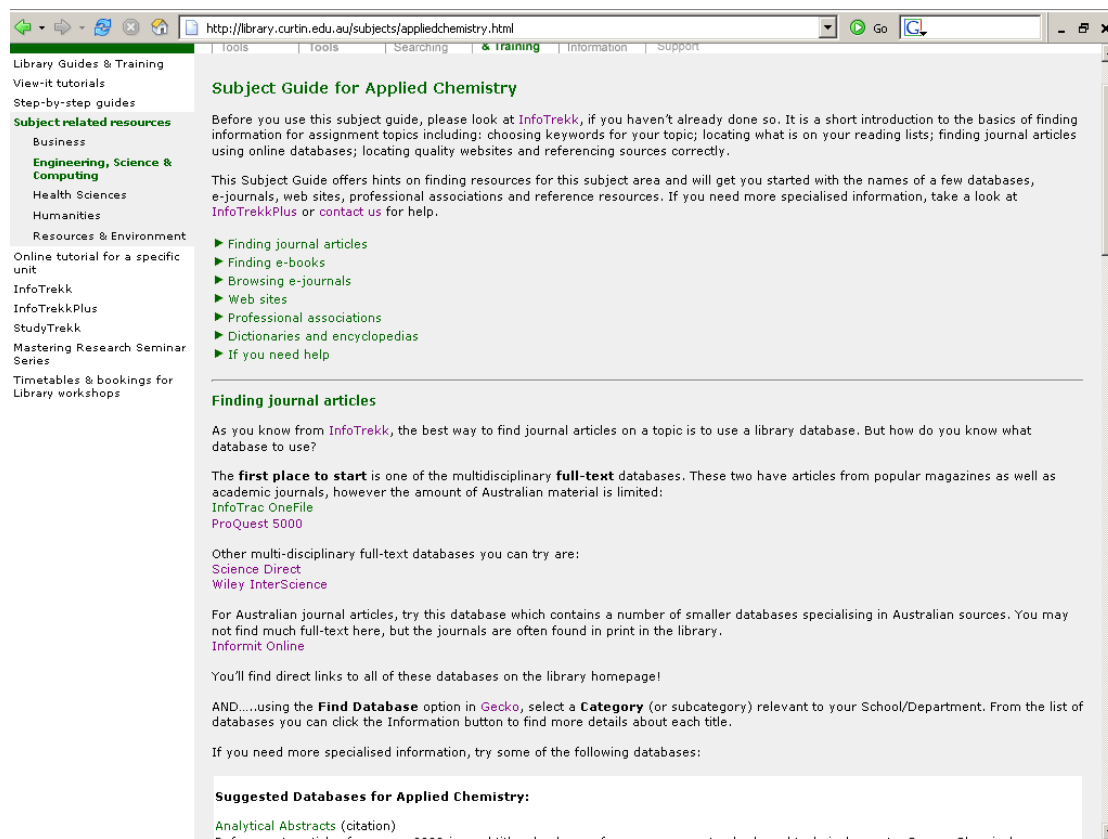 http://library.curtin.edu.au/subjects/appliedchemistry.html
Go
G
Tools | Tools | Searching | & Training | Information | Support
Library Guides & Training
View-it tutorials
Step-by-step guides
Subject related resources
Business
Engineering, Science &
Computing
Health Sciences
Humanities
Resources & Environment
Online tutorial for a specific
unit
InfoTrekk
InfoTrekkPlus
StudyTrekk
Mastering Research Seminar
Series
Timetables & bookings for
Library workshops
Subject Guide for Applied Chemistry
Before you use this subject guide, please look at InfoTrekk, if you haven't already done so. It is a short introduction to the basics of finding
information for assignment topics including: choosing keywords for your topic; locating what is on your reading lists; finding journal articles
using online databases; locating quality websites and referencing sources correctly.
This Subject Guide offers hints on finding resources for this subject area and will get you started with the names of a few databases,
e-journals, web sites, professional associations and reference resources. If you need more specialised information, take a look at
InfoTrekkPlus or contact us for help.
Finding journal articles
Finding e-books
Browsing e-journals
Web sites
Professional associations
Dictionaries and encyclopedias
If you need help
Finding journal articles
As you know from InfoTrekk, the best way to find journal articles on a topic is to use a library database. But how do you know what
database to use?
The first place to start is one of the multidisciplinary full-text databases. These two have articles from popular magazines as well as
academic journals, however the amount of Australian material is limited:
InfoTrac OneFile
ProQuest 5000
Other multi-disciplinary full-text databases you can try are:
Science Direct
Wiley InterScience
For Australian journal articles, try this database which contains a number of smaller databases specialising in Australian sources. You may
not find much full-text here, but the journals are often found in print in the library.
Informit Online
You'll find direct links to all of these databases on the library homepage!
AND.....using the Find Database option in Gecko, select a Category (or subcategory) relevant to your School/Department. From the list of
databases you can click the Information button to find more details about each title.
If you need more specialised information, try some of the following databases:
Suggested Databases for Applied Chemistry:
Analytical Abstracts (citation)